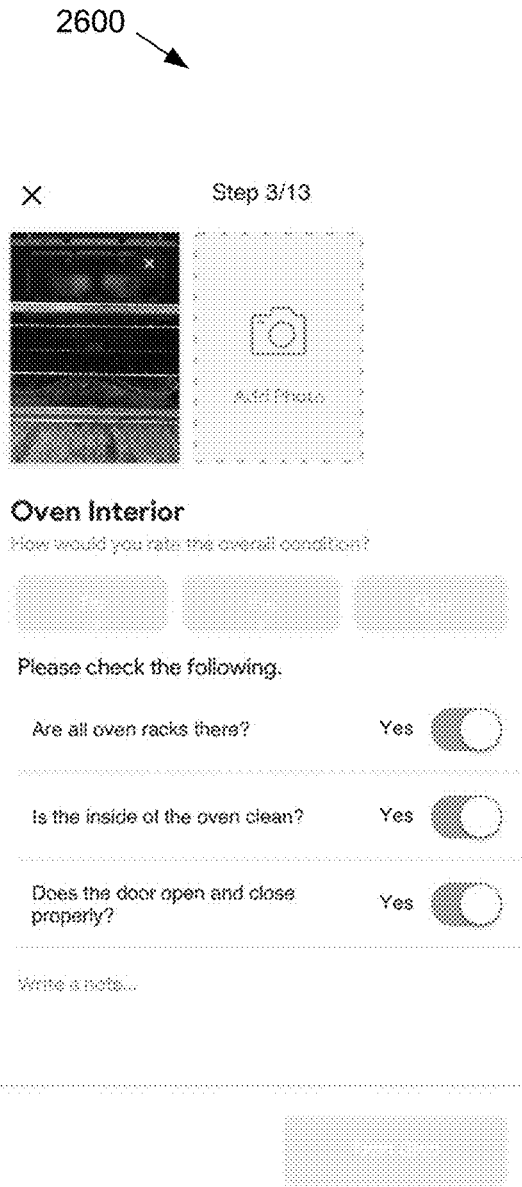 2600
Step 3/13
Add Photo
Oven Interior
How would you rate the overall condition?
Please check the following.
Are all oven racks there?
Yes
Is the inside of the oven clean?
Yes
Does the door open and close
properly?
Yes
Write a note...